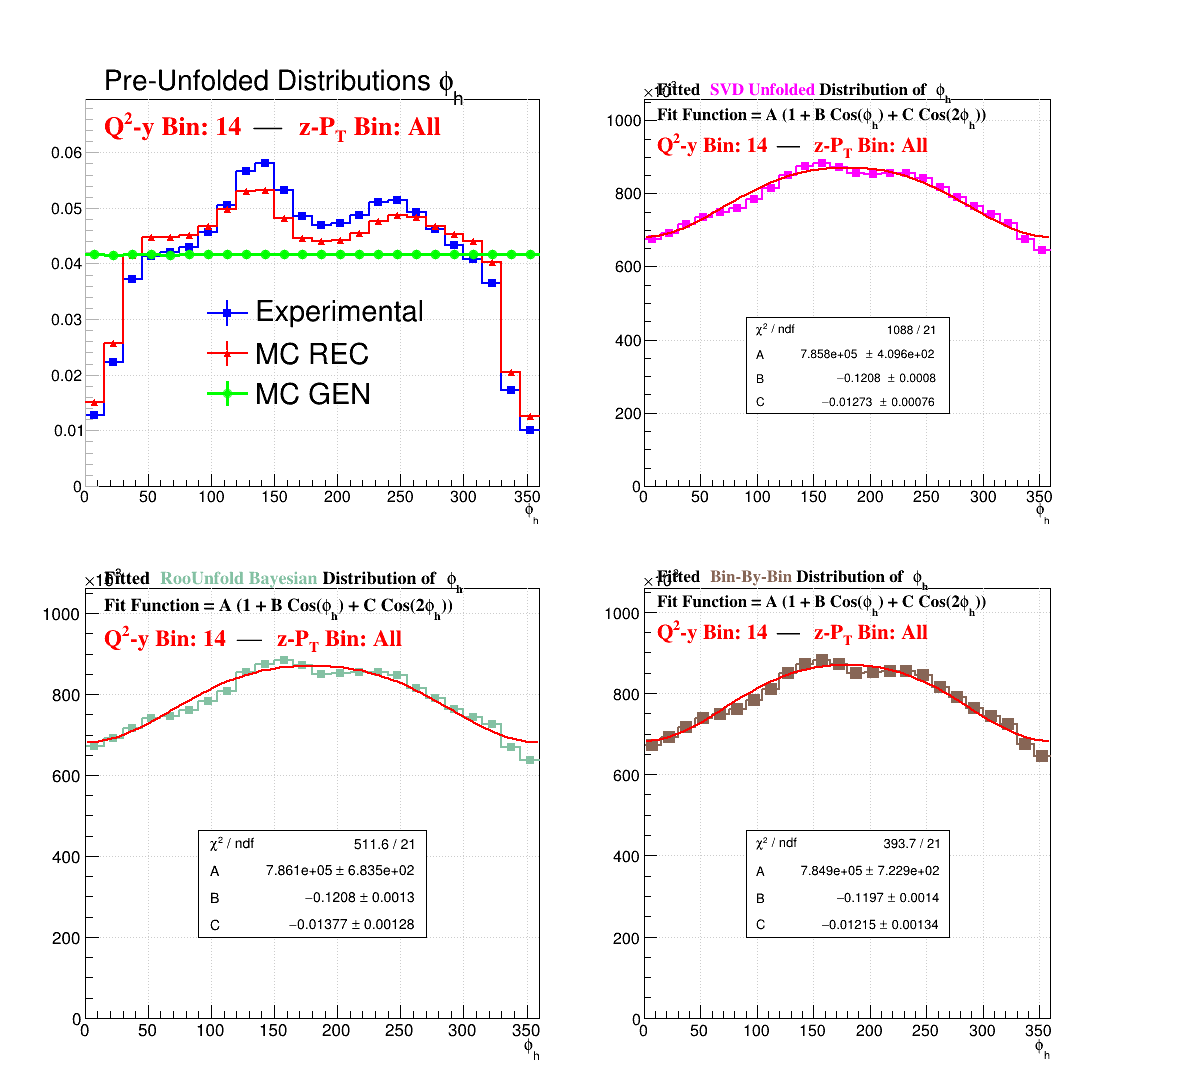 Pre-Unfolded Distributions ϕh
Q²-y Bin: 14 — z-PT Bin: All
0.06
0.05
0.04
0.03
0.02
0.01
0
Experimental
MC REC
MC GEN
0 50 100 150 200 250 300 350
ϕh
Fitted SVD Unfolded Distribution of ϕh
Fit Function = A (1 + B Cos(ϕh) + C Cos(2ϕh))
Q²-y Bin: 14 — z-PT Bin: All
1000
800
600
400
200
0
χ² / ndf 1088 / 21
A 7.858e+05 ± 4.096e+02
B −0.1208 ± 0.0008
C −0.01273 ± 0.00076
0 50 100 150 200 250 300 350
ϕh
Fitted RooUnfold Bayesian Distribution of ϕh
Fit Function = A (1 + B Cos(ϕh) + C Cos(2ϕh))
Q²-y Bin: 14 — z-PT Bin: All
1000
800
600
400
200
0
χ² / ndf 511.6 / 21
A 7.861e+05 ± 6.835e+02
B −0.1208 ± 0.0013
C −0.01377 ± 0.00128
0 50 100 150 200 250 300 350
ϕh
Fitted Bin-By-Bin Distribution of ϕh
Fit Function = A (1 + B Cos(ϕh) + C Cos(2ϕh))
Q²-y Bin: 14 — z-PT Bin: All
1000
800
600
400
200
0
χ² / ndf 393.7 / 21
A 7.849e+05 ± 7.229e+02
B −0.1197 ± 0.0014
C −0.01215 ± 0.00134
0 50 100 150 200 250 300 350
ϕh